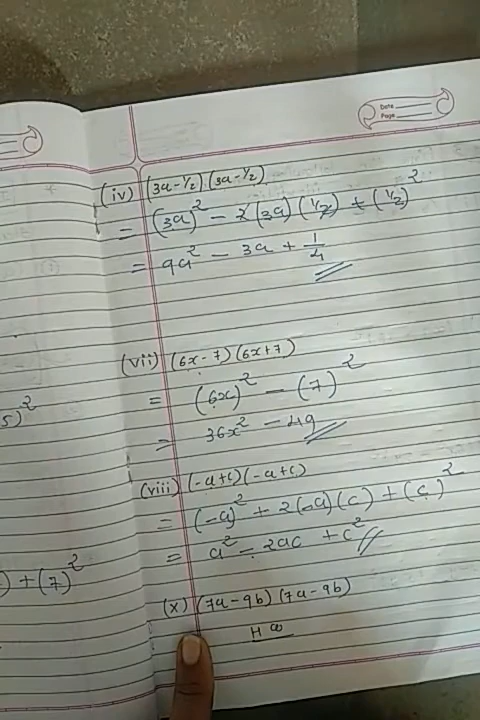 Date
Page
(iv) (3a-1/2) (3a-1/2)
= (3a)² - 2(3a)(1/2) + (1/2)²
= 9a² - 3a + 1/4
(vii) (6x-7)(6x+7)
= (6x)² - (7)²
5)²
= 36x² - 49
(viii) (-a+c)(-a+c)
= (-a)² + 2(-a)(c) + (c)²
= a² - 2ac + c²
) + (7)²
(x) (7a-9b)(7a-9b)
H ω